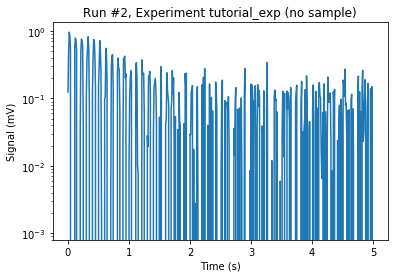 Run #2, Experiment tutorial_exp (no sample)
10⁰
10⁻¹
10⁻²
10⁻³
Signal (mV)
0 1 2 3 4 5
Time (s)